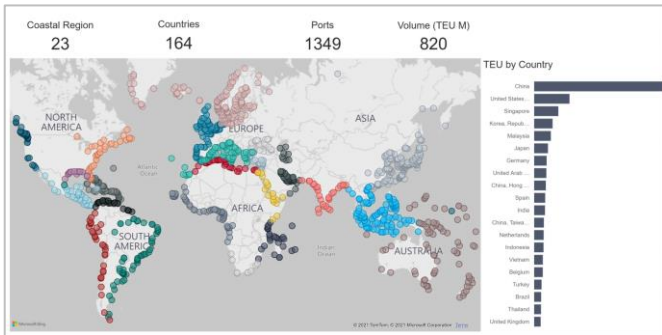 Coastal Region
23
Countries
164
Ports
1349
Volume (TEU M)
820
NORTH
AMERICA
EUROPE
ASIA
Atlantic
Ocean
AFRICA
SOUTH
AMERICA
Indian
Ocean
AUSTRALIA
© 2021 TomTom, © 2021 Microsoft Corporation Terms
TEU by Country
China
United States...
Singapore
Korea, Repub...
Malaysia
Japan
Germany
United Arab ...
China, Hong ...
Spain
India
China, Taiwa...
Netherlands
Indonesia
Vietnam
Belgium
Turkey
Brazil
Thailand
United Kingdom